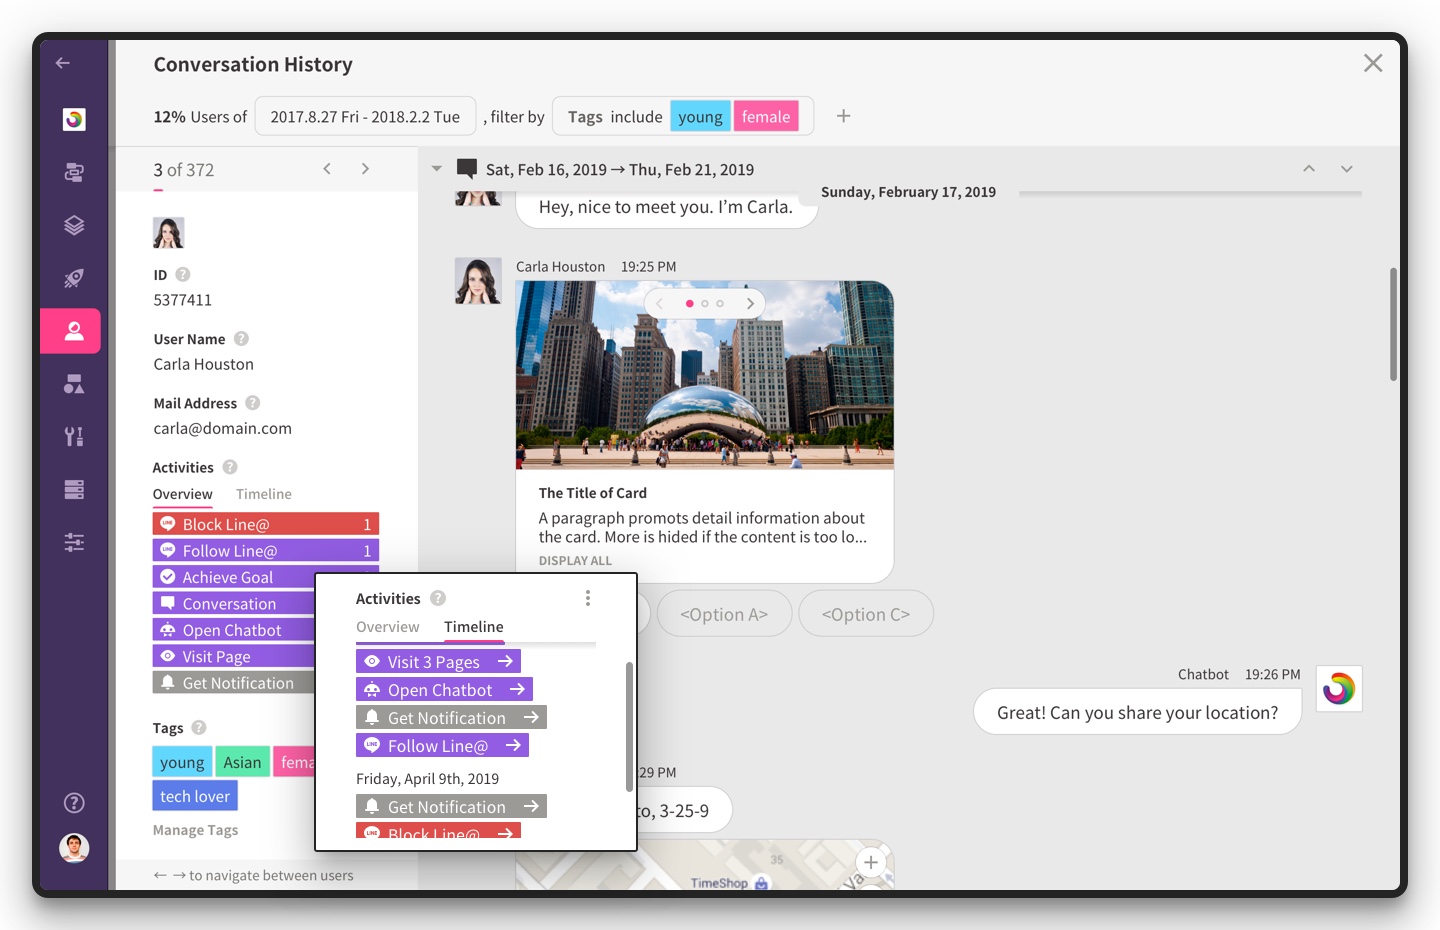 Conversation History
12% Users of 2017.8.27 Fri - 2018.2.2 Tue , filter by Tags include young female
3 of 372
ID
5377411
User Name
Carla Houston
Mail Address
carla@domain.com
Activities
Overview Timeline
Block Line@ 1
Follow Line@ 1
Achieve Goal
Conversation
Open Chatbot
Visit Page
Get Notification
Tags
young Asian fema
tech lover
Manage Tags
← → to navigate between users
Activities
Overview Timeline
Visit 3 Pages →
Open Chatbot →
Get Notification →
Follow Line@ →
Friday, April 9th, 2019
Get Notification →
Block Line@ →
Sat, Feb 16, 2019 → Thu, Feb 21, 2019
Sunday, February 17, 2019
Hey, nice to meet you. I’m Carla.
Carla Houston 19:25 PM
The Title of Card
A paragraph promots detail information about
the card. More is hided if the content is too lo...
DISPLAY ALL
<Option A> <Option C>
Chatbot 19:26 PM
Great! Can you share your location?
:29 PM
to, 3-25-9
35
TimeShop